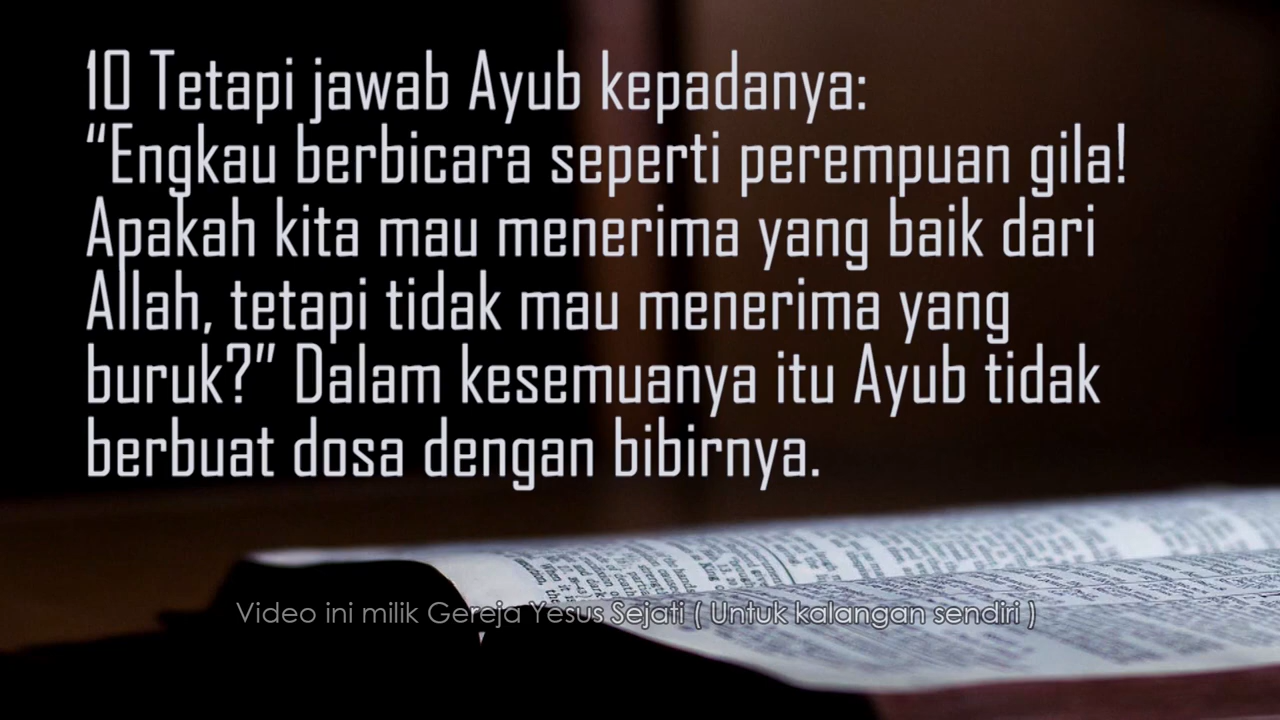 10 Tetapi jawab Ayub kepadanya:
“Engkau berbicara seperti perempuan gila!
Apakah kita mau menerima yang baik dari
Allah, tetapi tidak mau menerima yang
buruk?” Dalam kesemuanya itu Ayub tidak
berbuat dosa dengan bibirnya.
Video ini milik Gereja Yesus Sejati ( Untuk kalangan sendiri )